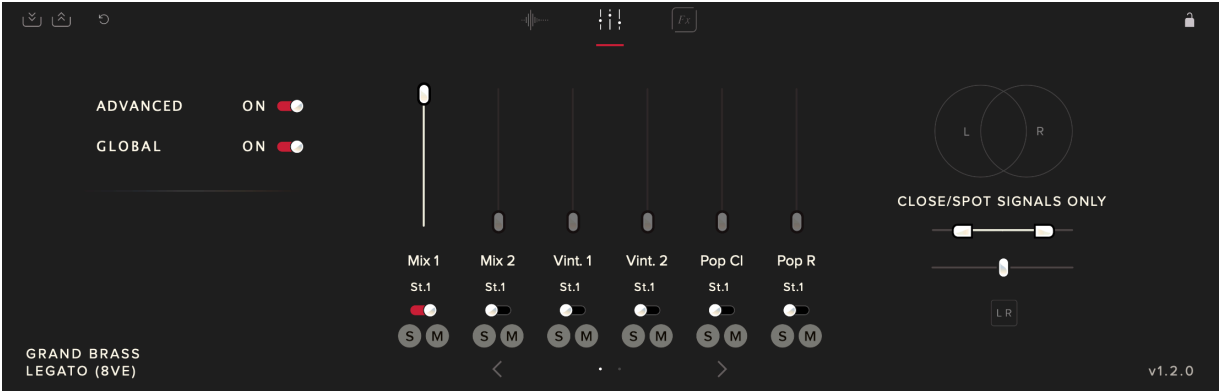 Fx
ADVANCED ON
GLOBAL ON
L R
CLOSE/SPOT SIGNALS ONLY
Mix 1 Mix 2 Vint. 1 Vint. 2 Pop Cl Pop R
St.1 St.1 St.1 St.1 St.1 St.1
S M S M S M S M S M S M
L R
GRAND BRASS
LEGATO (8VE)
v1.2.0